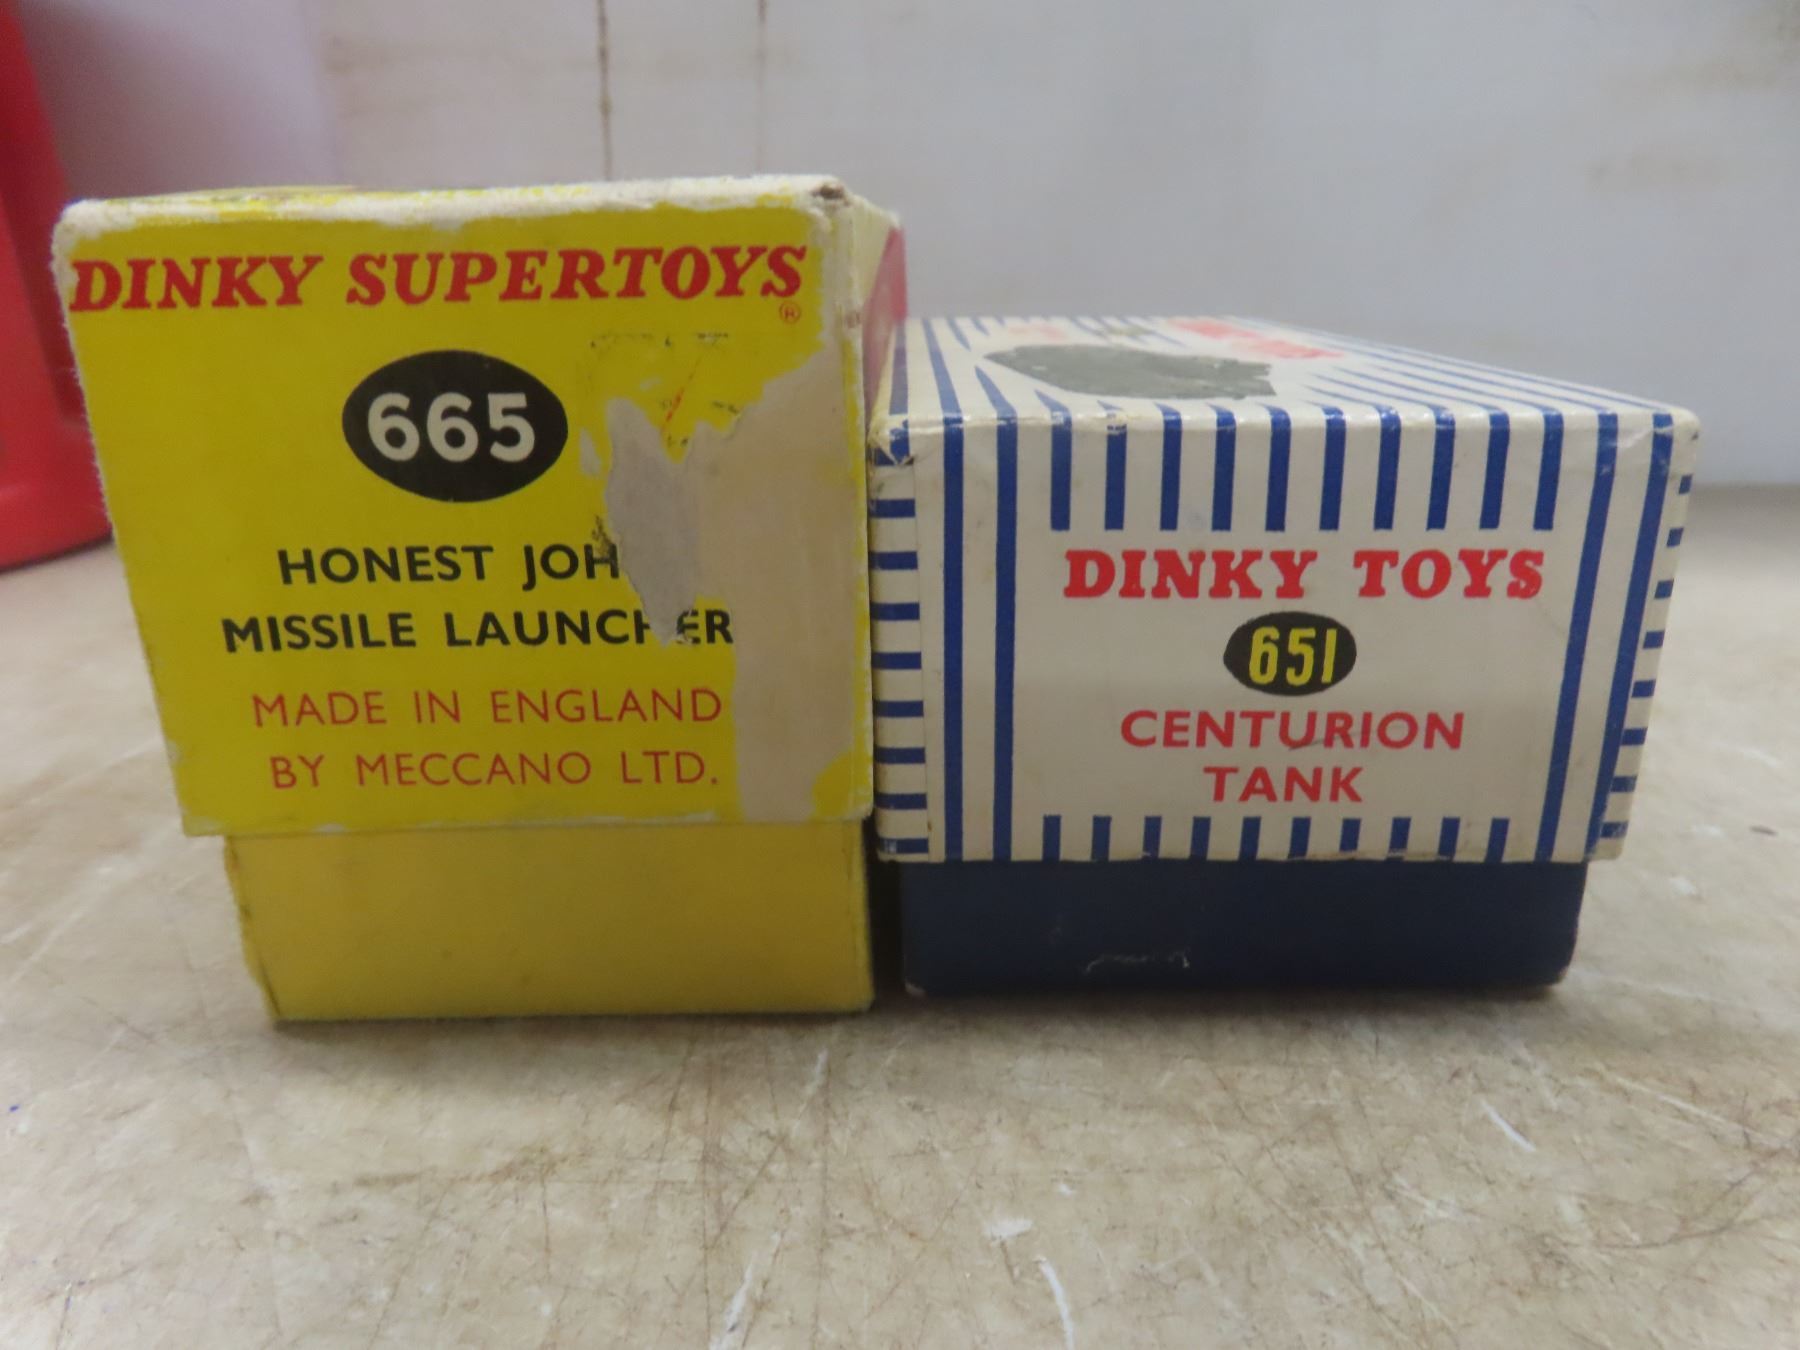 DINKY SUPERTOYS
®
665
HONEST JOH
MISSILE LAUNCHER
MADE IN ENGLAND
BY MECCANO LTD.
DINKY TOYS
651
CENTURION
TANK